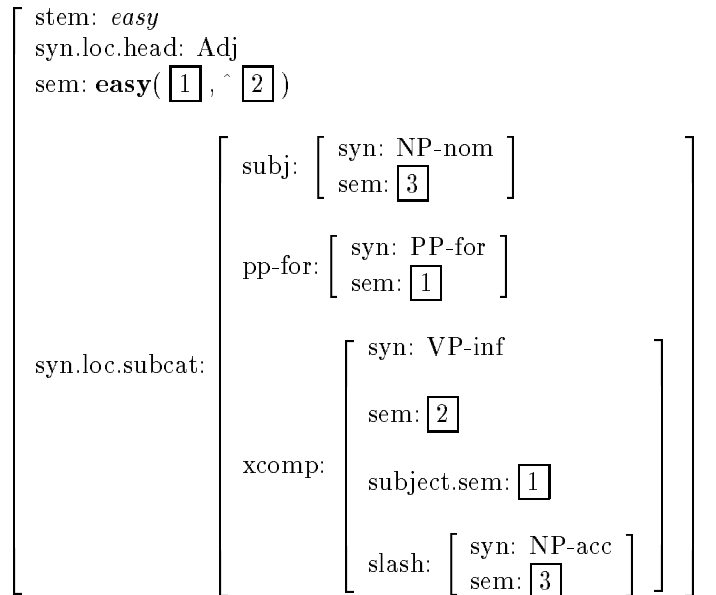 stem: easy
syn.loc.head: Adj
sem: easy( 1 , ^ 2 )
subj: syn: NP-nom
sem: 3
pp-for: syn: PP-for
sem: 1
syn.loc.subcat:
xcomp: syn: VP-inf
sem: 2
subject.sem: 1
slash: syn: NP-acc
sem: 3